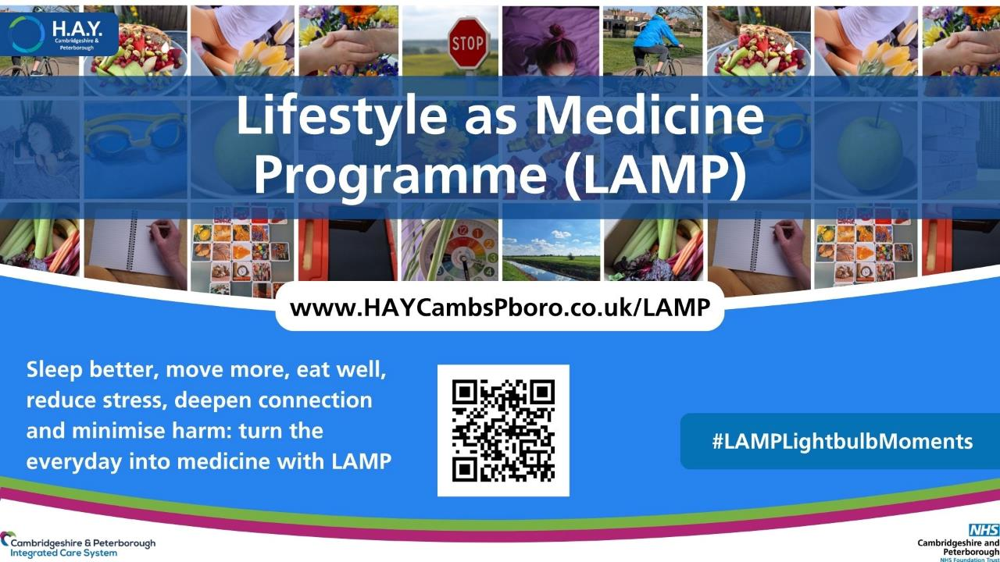 H.A.Y.
Cambridgeshire &
Peterborough
STOP
Lifestyle as Medicine
Programme (LAMP)
www.HAYCambsPboro.co.uk/LAMP
Sleep better, move more, eat well,
reduce stress, deepen connection
and minimise harm: turn the
everyday into medicine with LAMP
#LAMPLightbulbMoments
Cambridgeshire & Peterborough
Integrated Care System
NHS
Cambridgeshire and
Peterborough
NHS Foundation Trust